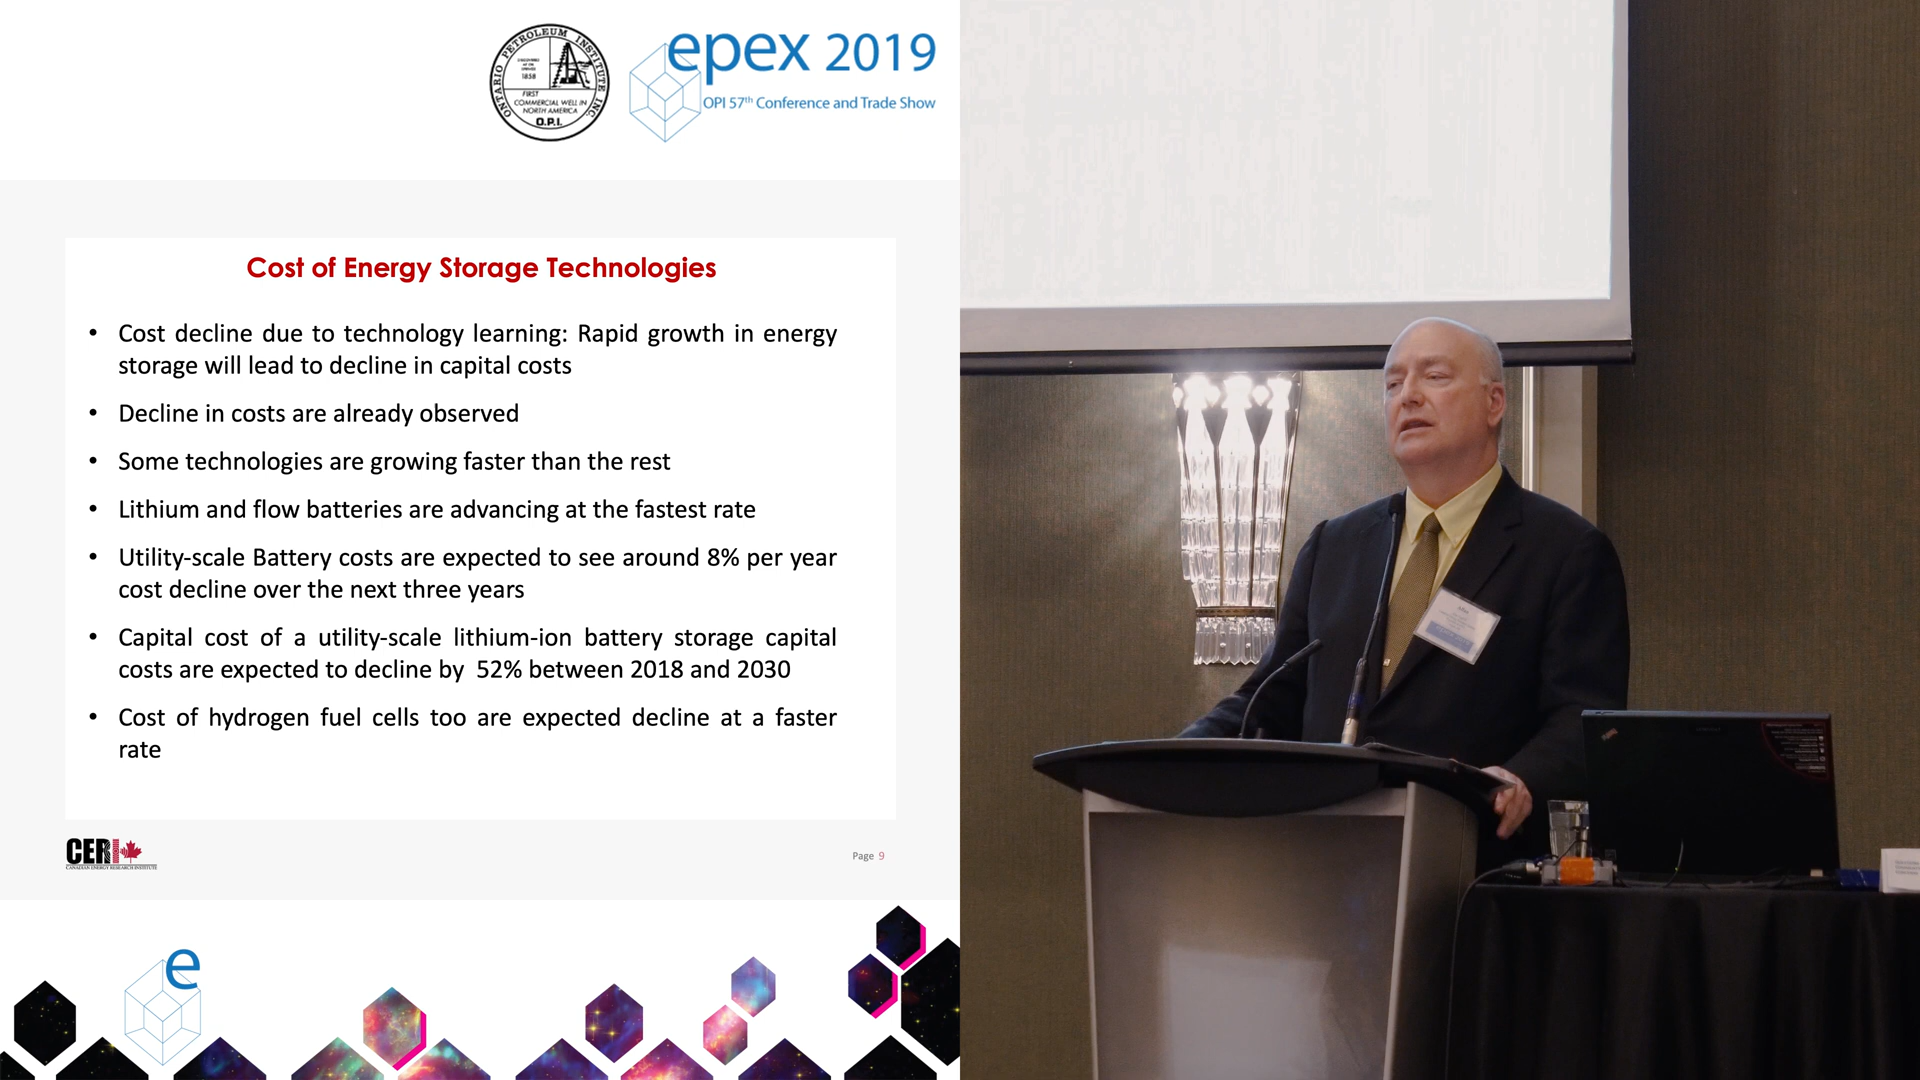 ONTARIO PETROLEUM INSTITUTE INC.
1858
FIRST
COMMERCIAL WELL IN
NORTH AMERICA
O.P.I.
epex 2019
OPI 57th Conference and Trade Show
Cost of Energy Storage Technologies
• Cost decline due to technology learning: Rapid growth in energy
storage will lead to decline in capital costs
• Decline in costs are already observed
• Some technologies are growing faster than the rest
• Lithium and flow batteries are advancing at the fastest rate
• Utility-scale Battery costs are expected to see around 8% per year
cost decline over the next three years
• Capital cost of a utility-scale lithium-ion battery storage capital
costs are expected to decline by 52% between 2018 and 2030
• Cost of hydrogen fuel cells too are expected decline at a faster
rate
CERI
CANADIAN ENERGY RESEARCH INSTITUTE
Page 9
e